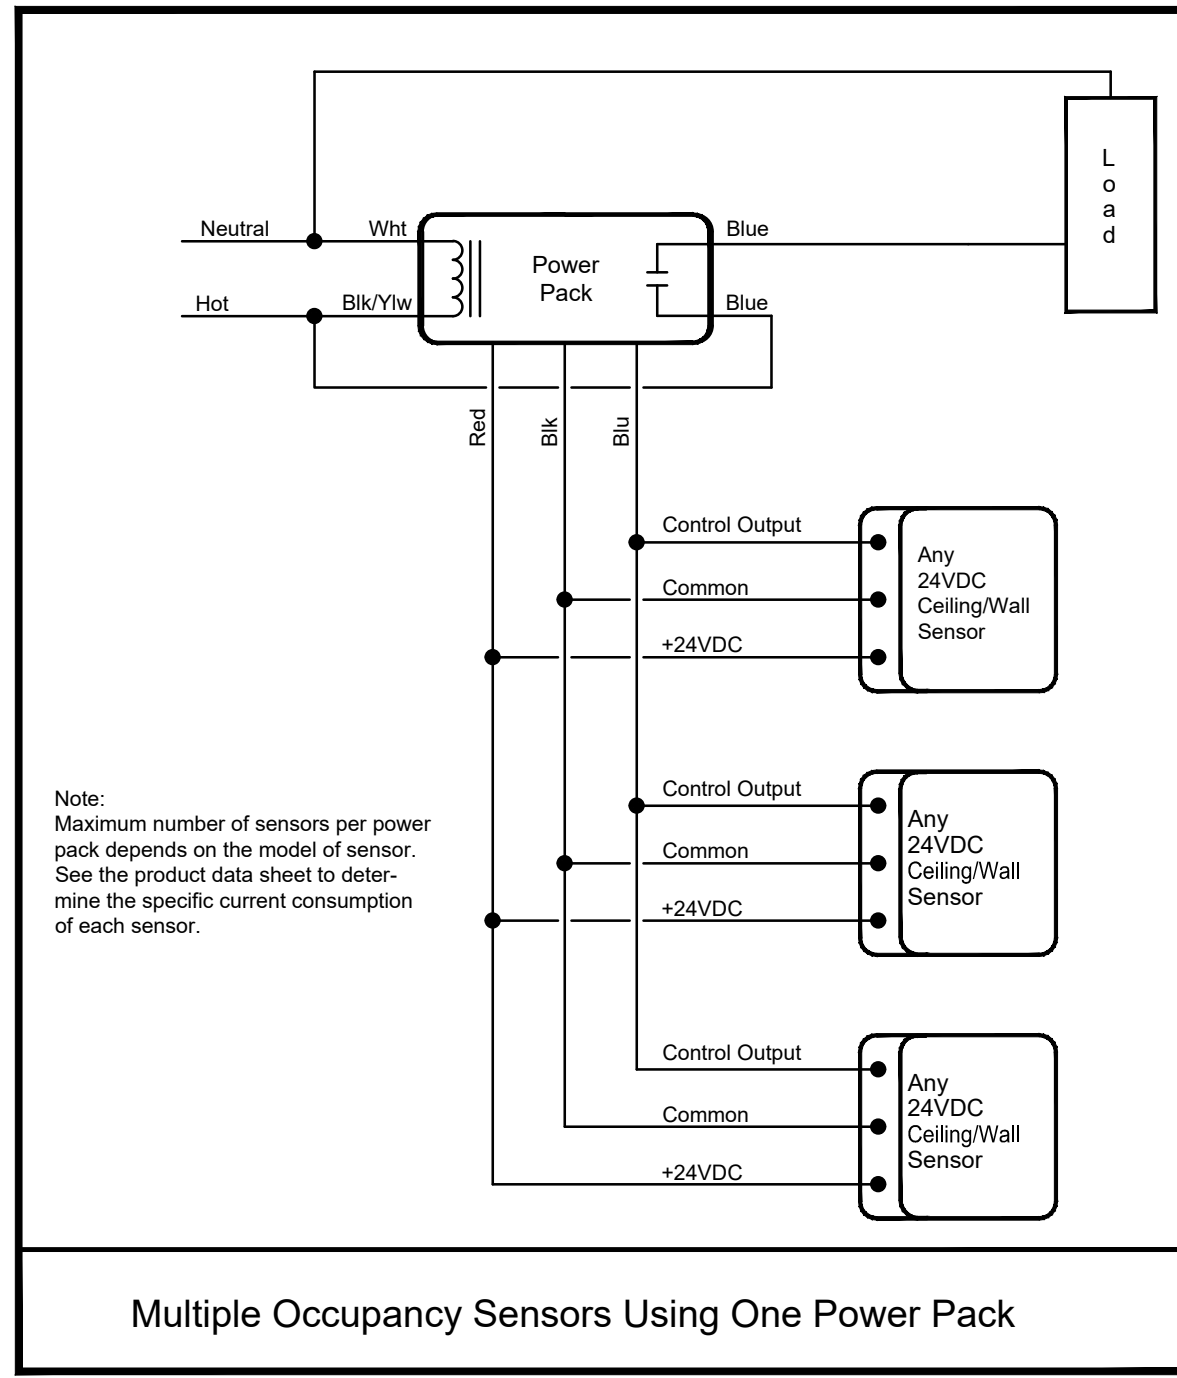 L
o
a
d
Neutral
Wht
Blue
Power
Pack
Hot
Blk/Ylw
Blue
Red
Blk
Blu
Control Output
Common
+24VDC
Any
24VDC
Ceiling/Wall
Sensor
Note:
Maximum number of sensors per power
pack depends on the model of sensor.
See the product data sheet to deter-
mine the specific current consumption
of each sensor.
Control Output
Common
+24VDC
Any
24VDC
Ceiling/Wall
Sensor
Control Output
Common
+24VDC
Any
24VDC
Ceiling/Wall
Sensor
Multiple Occupancy Sensors Using One Power Pack